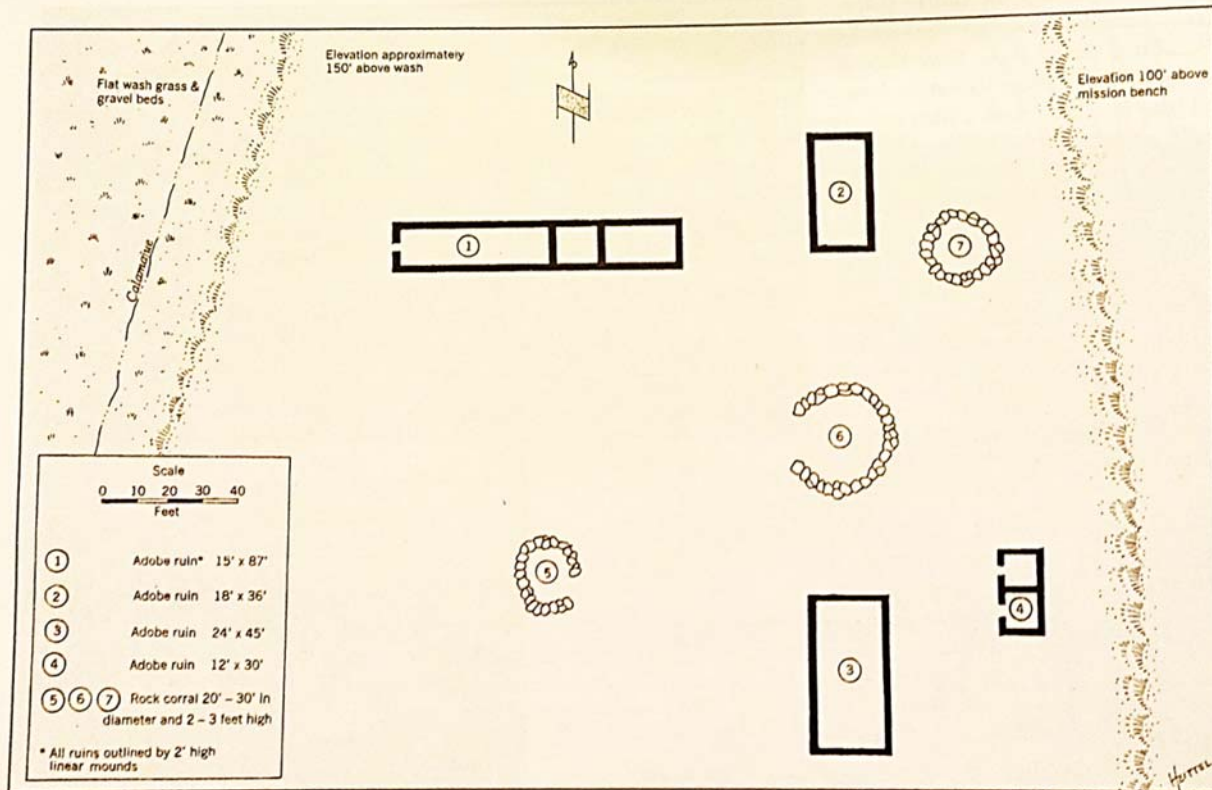 Flat wash grass &
gravel beds
Elevation approximately
150' above wash
Elevation 100' above
mission bench
Calamajue
1
2
7
6
5
4
3
Scale
0 10 20 30 40
Feet
1 Adobe ruin* 15' x 87'
2 Adobe ruin 18' x 36'
3 Adobe ruin 24' x 45'
4 Adobe ruin 12' x 30'
5 6 7 Rock corral 20' – 30' in
diameter and 2 – 3 feet high
* All ruins outlined by 2' high
linear mounds